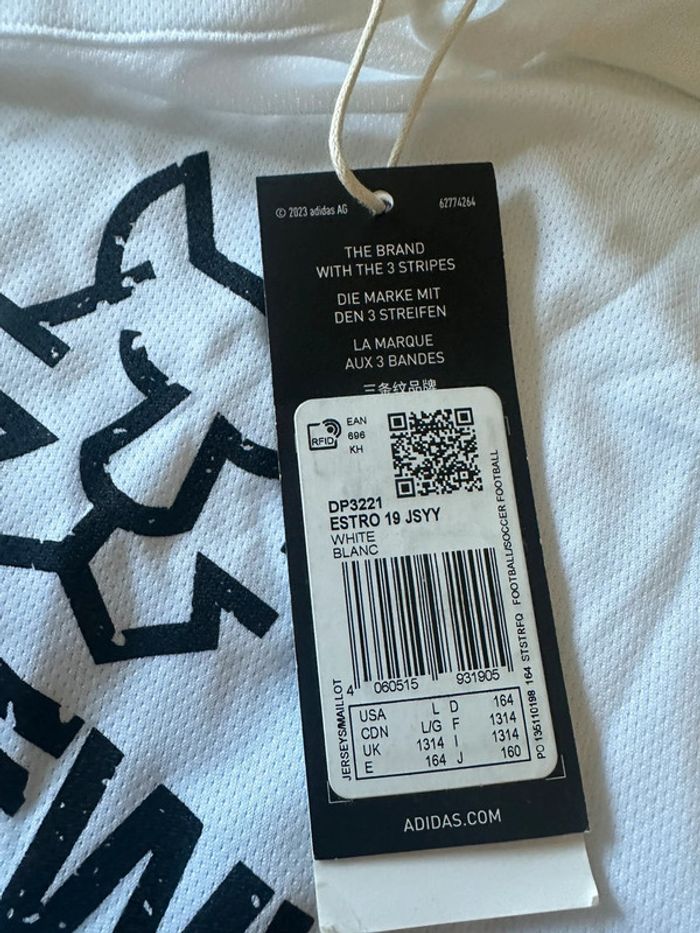 © 2023 adidas AG
62774264
THE BRAND
WITH THE 3 STRIPES
DIE MARKE MIT
DEN 3 STREIFEN
LA MARQUE
AUX 3 BANDES
三条纹品牌
RFID
EAN
696
KH
DP3221
ESTRO 19 JSYY
WHITE
BLANC
4 060515 931905
JERSEYS/MAILLOT
PO 135110198 164 STSTRFQ FOOTBALL/SOCCER FOOTBALL
USA L D 164
CDN L/G F 1314
UK 1314 I 1314
E 164 J 160
ADIDAS.COM